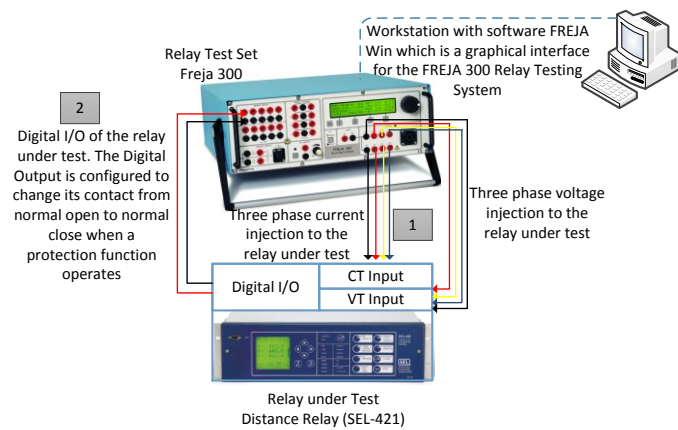 Relay Test Set
Freja 300
Workstation with software FREJA
Win which is a graphical interface
for the FREJA 300 Relay Testing
System
2
Digital I/O of the relay
under test. The Digital
Output is configured to
change its contact from
normal open to normal
close when a
protection function
operates
Three phase current
injection to the
relay under test
1
Three phase voltage
injection to the
relay under test
Digital I/O
CT Input
VT Input
SEL
Relay under Test
Distance Relay (SEL-421)